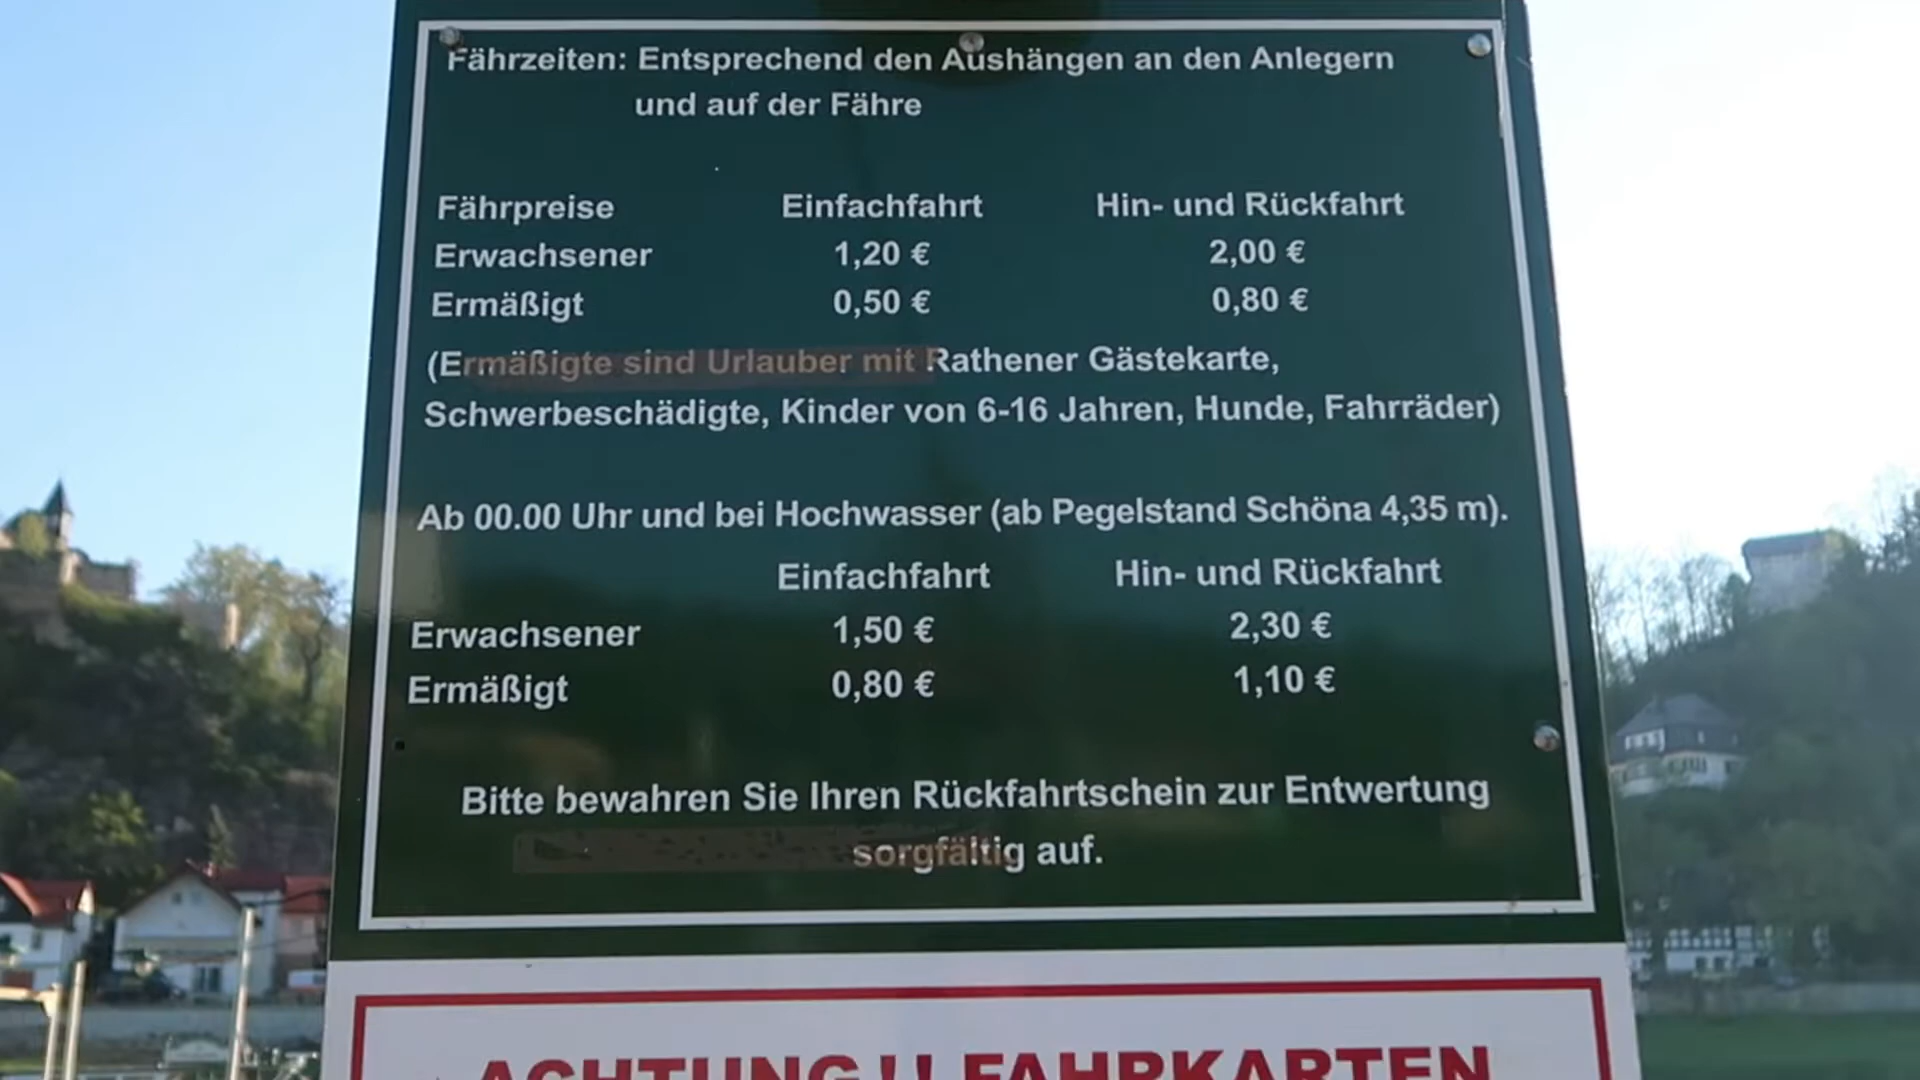 Fährzeiten: Entsprechend den Aushängen an den Anlegern
und auf der Fähre
Fährpreise Einfachfahrt Hin- und Rückfahrt
Erwachsener 1,20 € 2,00 €
Ermäßigt 0,50 € 0,80 €
(Ermäßigte sind Urlauber mit Rathener Gästekarte,
Schwerbeschädigte, Kinder von 6-16 Jahren, Hunde, Fahrräder)
Ab 00.00 Uhr und bei Hochwasser (ab Pegelstand Schöna 4,35 m).
Einfachfahrt Hin- und Rückfahrt
Erwachsener 1,50 € 2,30 €
Ermäßigt 0,80 € 1,10 €
Bitte bewahren Sie Ihren Rückfahrtschein zur Entwertung
sorgfältig auf.
ACHTUNG!! FAHRKARTEN